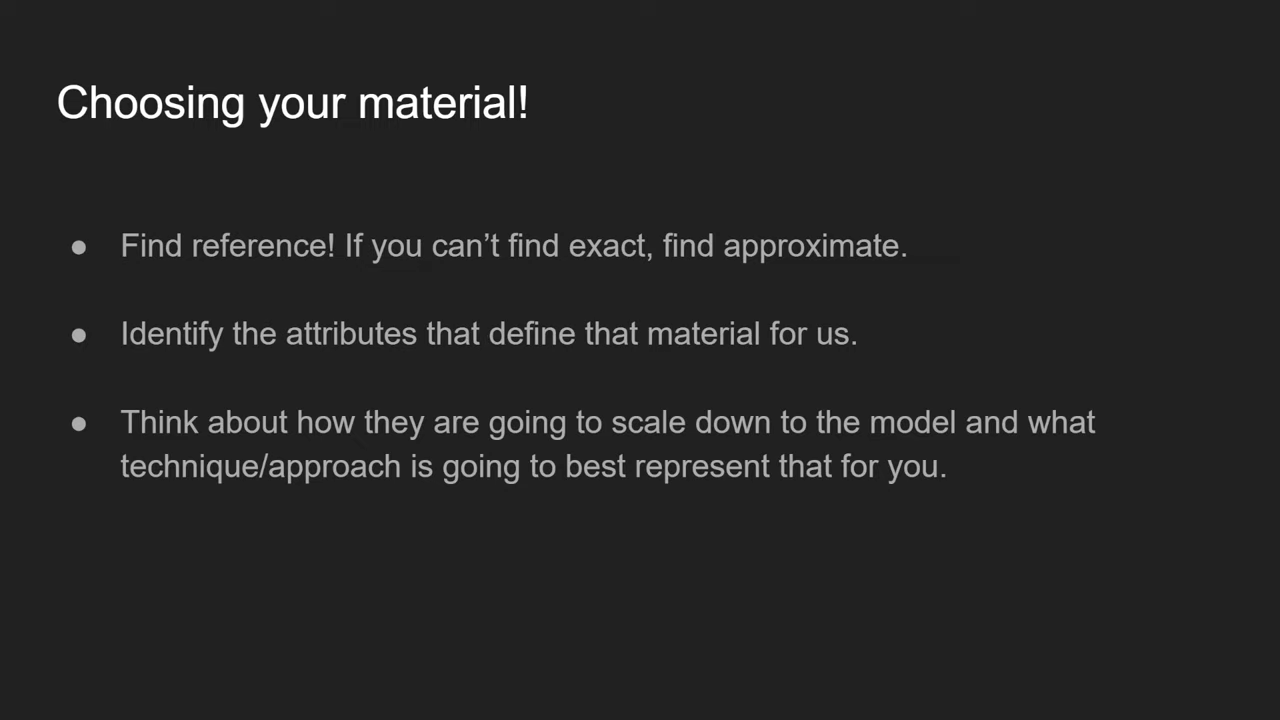 Choosing your material!
● Find reference! If you can’t find exact, find approximate.
● Identify the attributes that define that material for us.
● Think about how they are going to scale down to the model and what
technique/approach is going to best represent that for you.